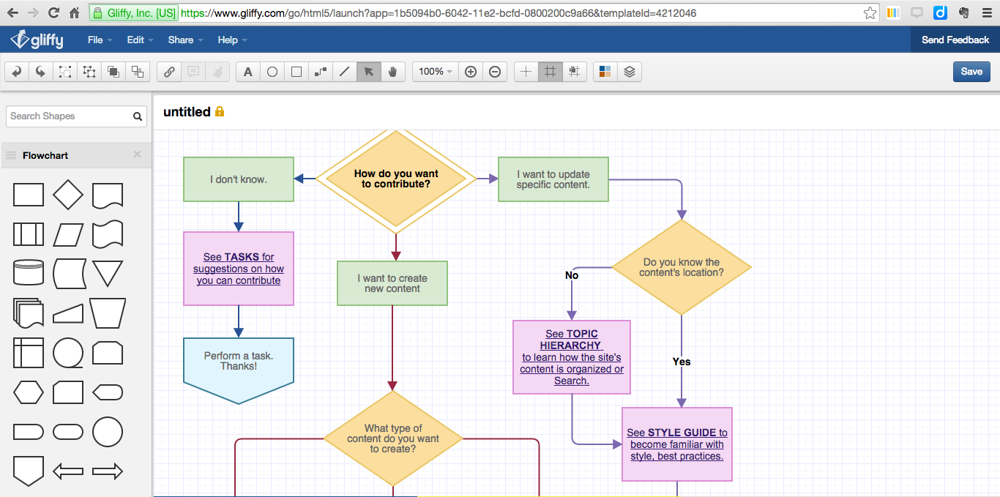 Gliffy, Inc. [US] https://www.gliffy.com/go/html5/launch?app=1b5094b0-6042-11e2-bcfd-0800200c9a66&templateId=4212046
gliffy File Edit Share Help Send Feedback
A 100% Save
Search Shapes
untitled
Flowchart
How do you want
to contribute?
I don't know.
I want to update
specific content.
See TASKS for
suggestions on how
you can contribute
I want to create
new content
Do you know the
content's location?
No
Perform a task.
Thanks!
See TOPIC
HIERARCHY
to learn how the site's
content is organized or
Search.
Yes
What type of
content do you want
to create?
See STYLE GUIDE to
become familiar with
style, best practices.